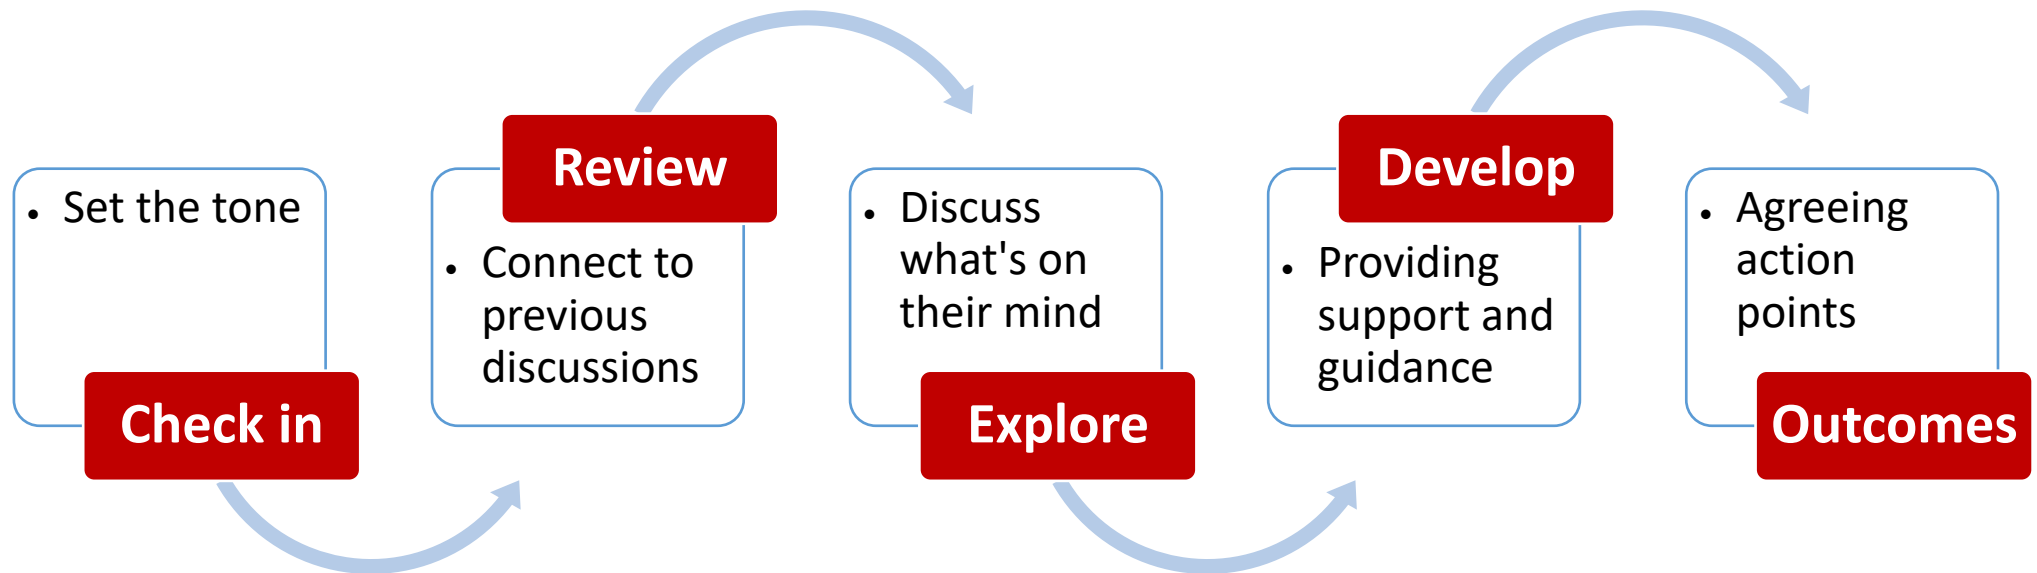 • Set the tone
Check in
Review
• Connect to
previous
discussions
• Discuss
what's on
their mind
Explore
Develop
• Providing
support and
guidance
• Agreeing
action
points
Outcomes